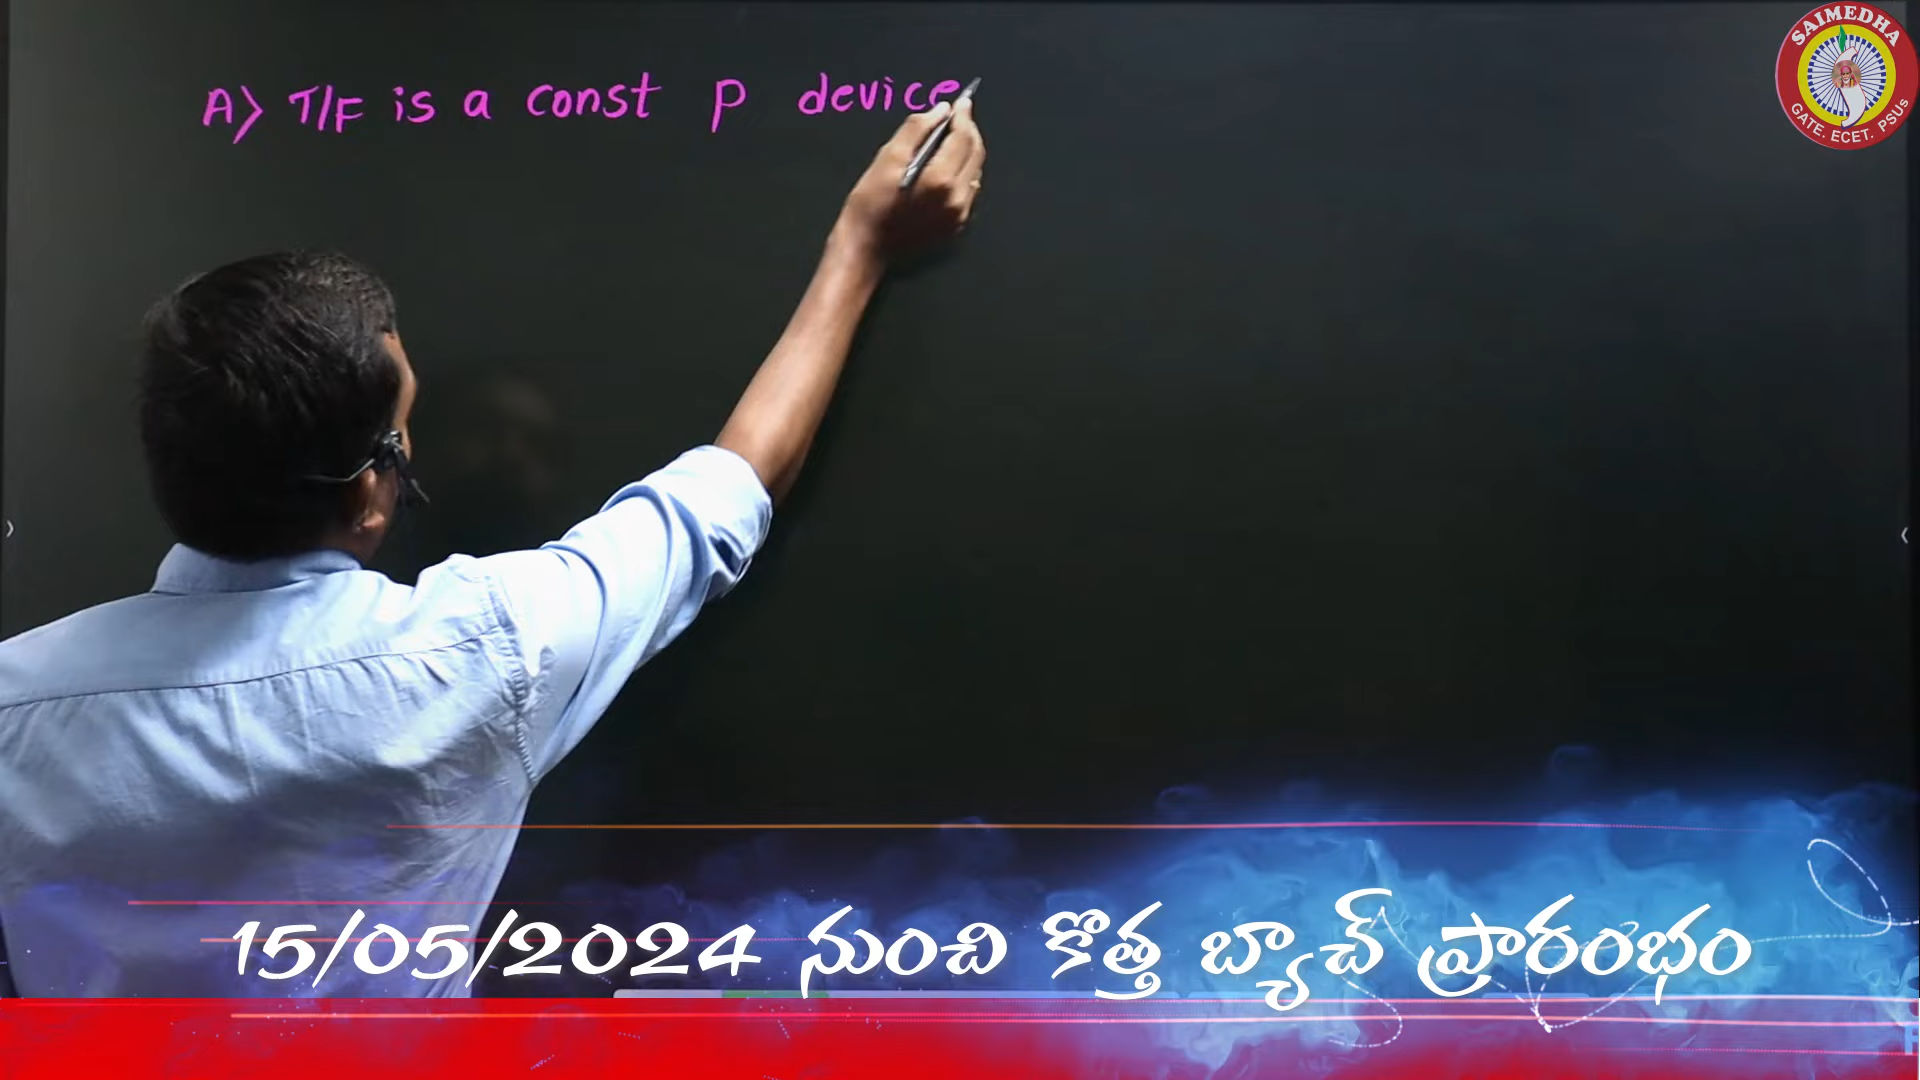 A> T/F is a const P device
SAIMEDHA
GATE. ECET. PSUs
15/05/2024 నుంచి కొత్త బ్యాచ్ ప్రారంభం